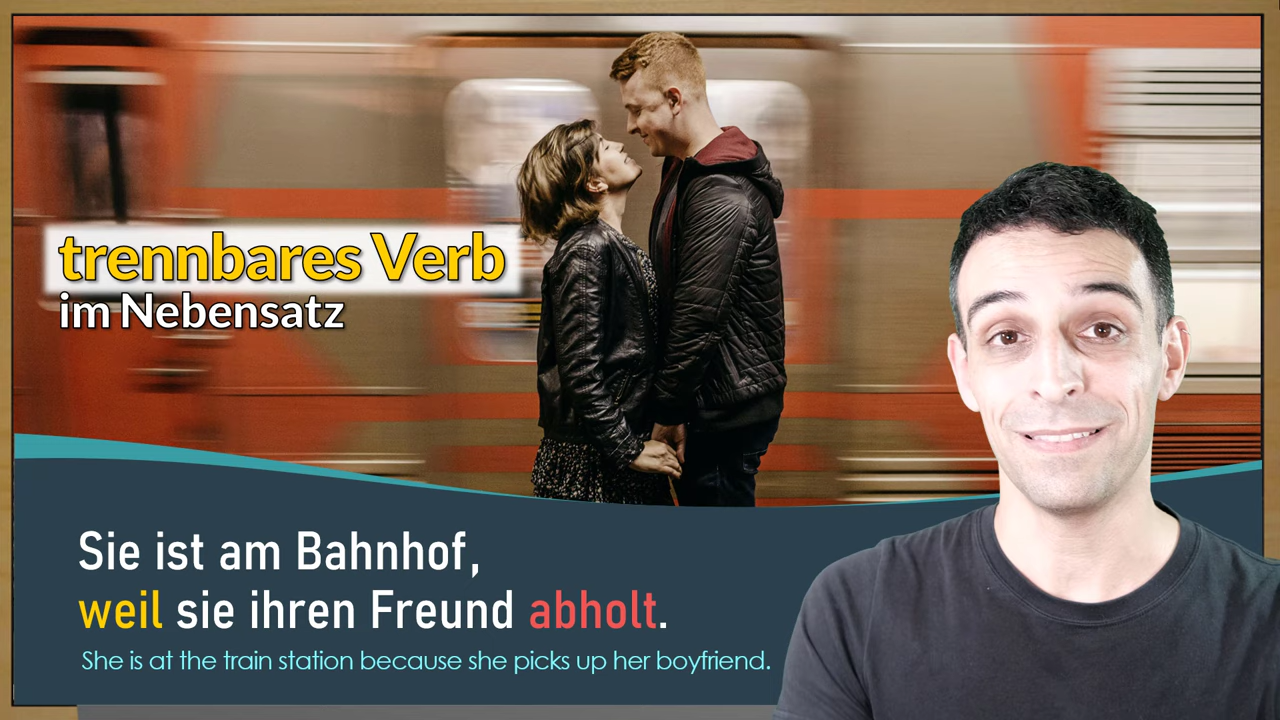 trennbares Verb
im Nebensatz
Sie ist am Bahnhof,
weil sie ihren Freund abholt.
She is at the train station because she picks up her boyfriend.